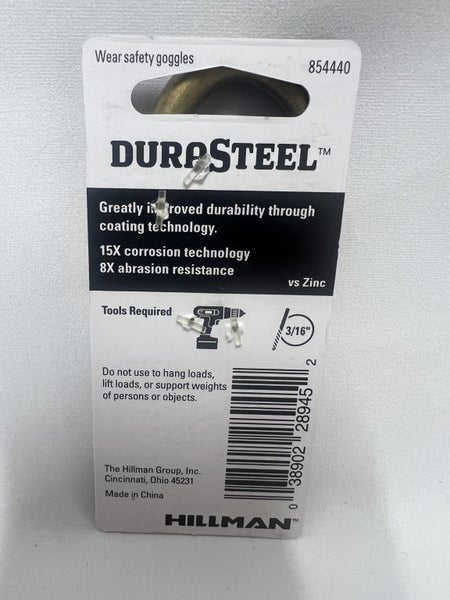 Wear safety goggles
854440
DURASTEEL™
Greatly improved durability through
coating technology.
15X corrosion technology
8X abrasion resistance
vs Zinc
Tools Required
3/16"
Do not use to hang loads,
lift loads, or support weights
of persons or objects.
0 38902 28945 2
The Hillman Group, Inc.
Cincinnati, Ohio 45231
Made in China
HILLMAN™